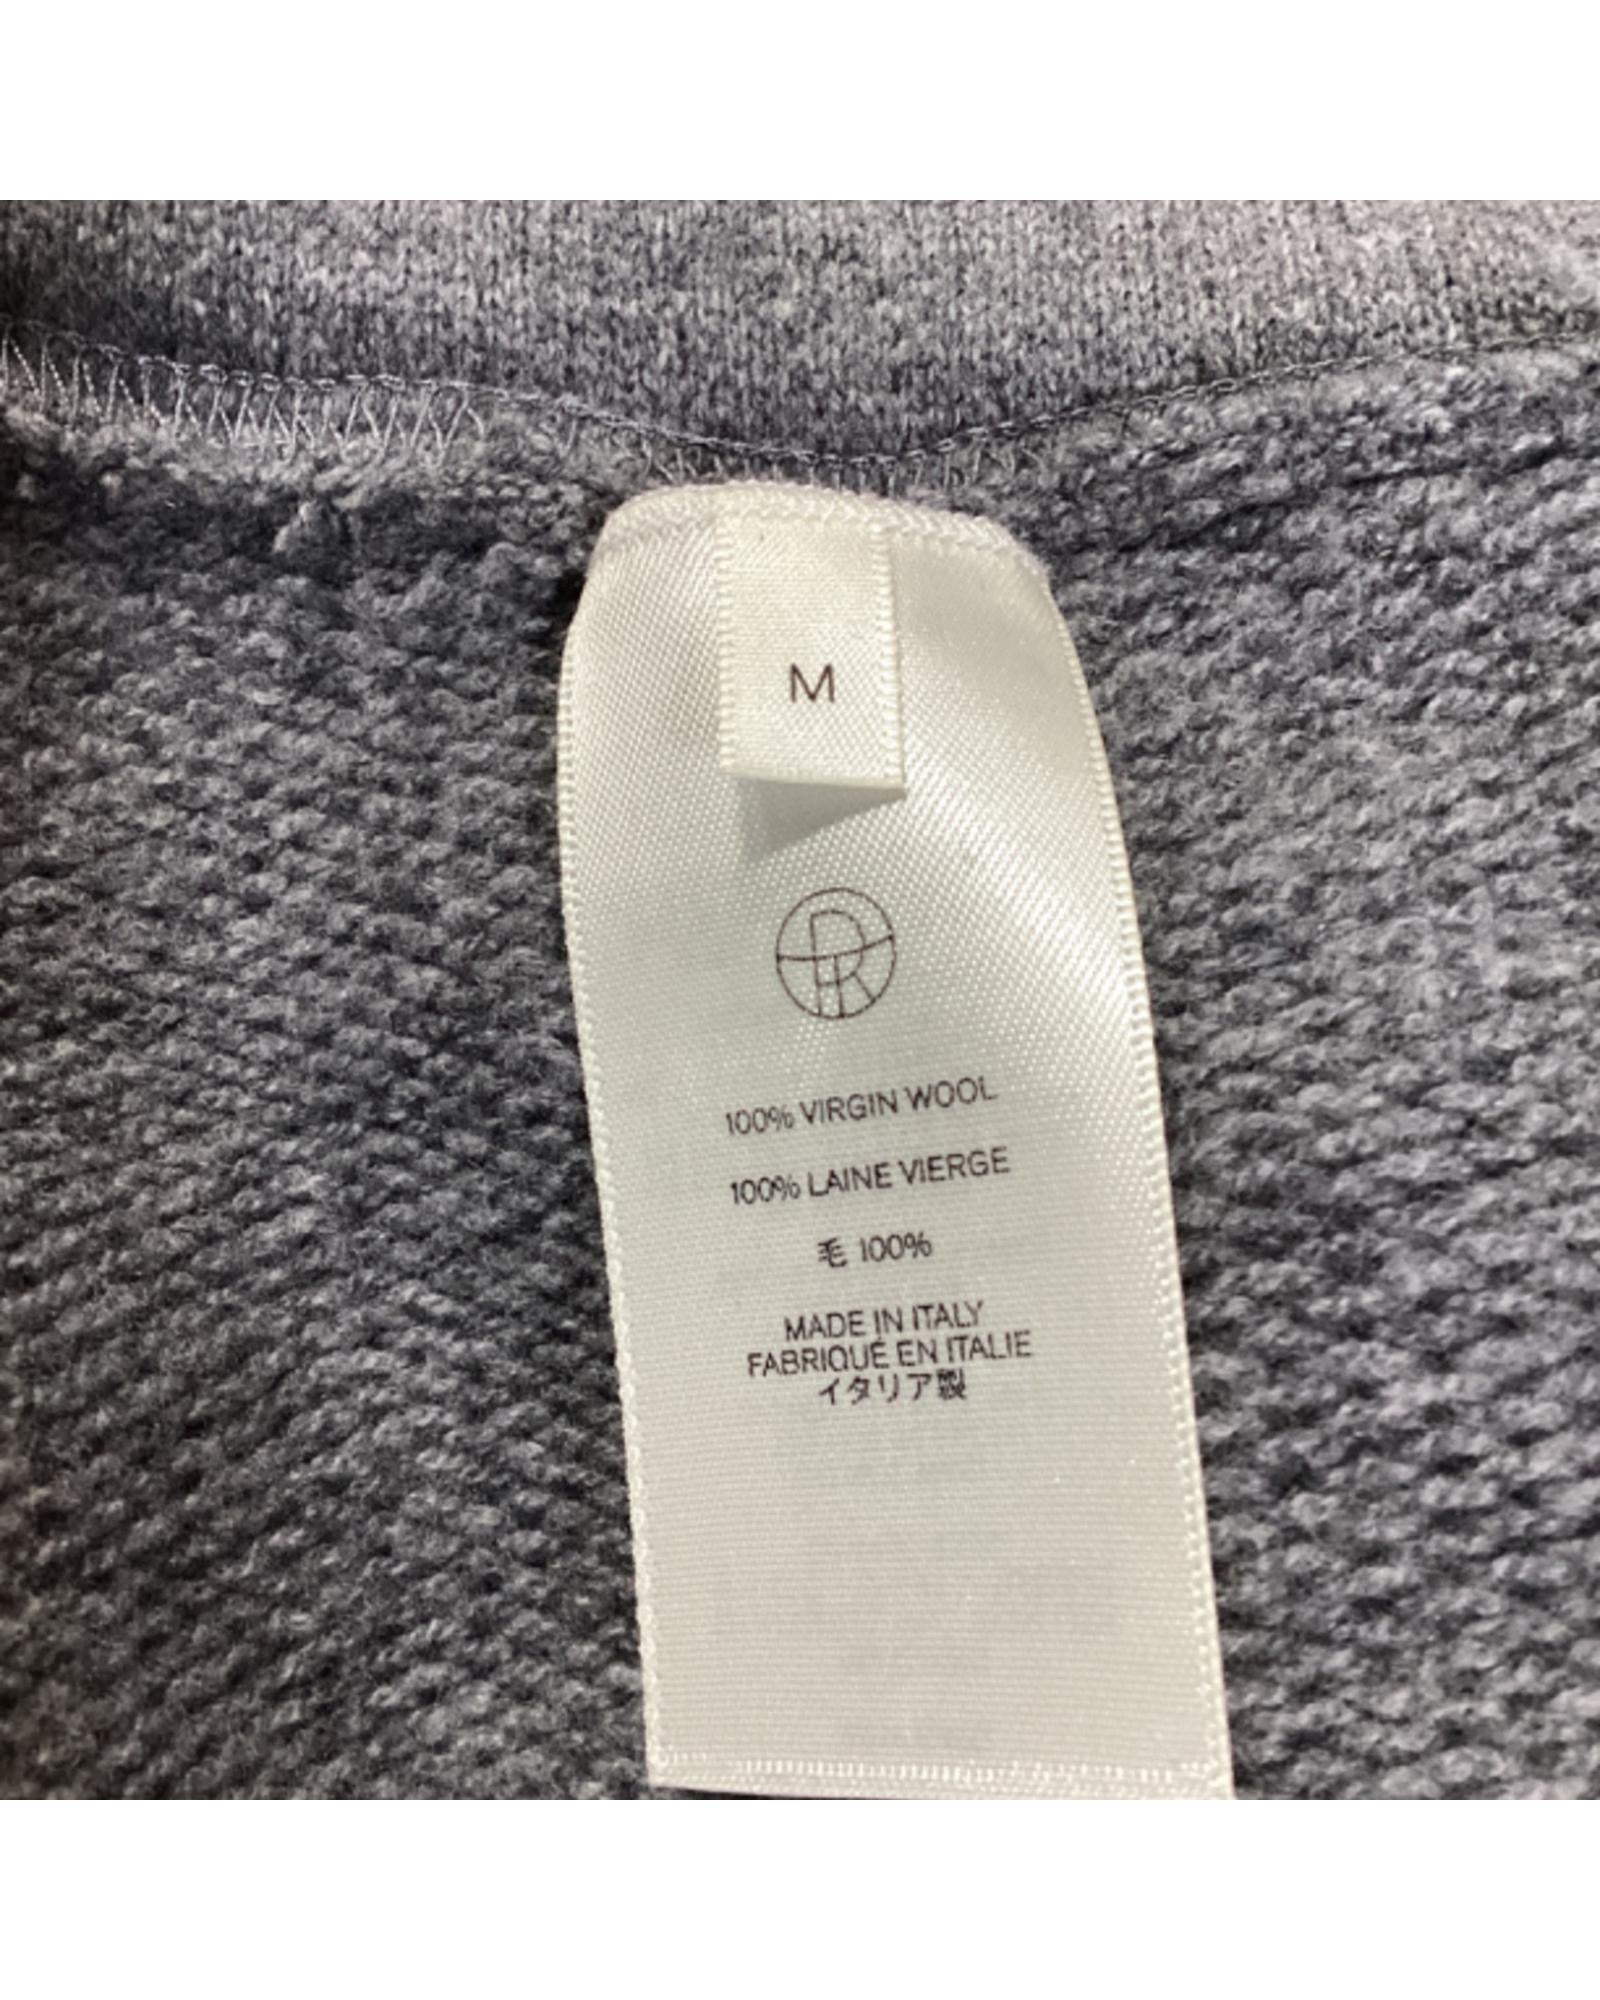 M
100% VIRGIN WOOL
100% LAINE VIERGE
毛 100%
MADE IN ITALY
FABRIQUÉ EN ITALIE
イタリア製